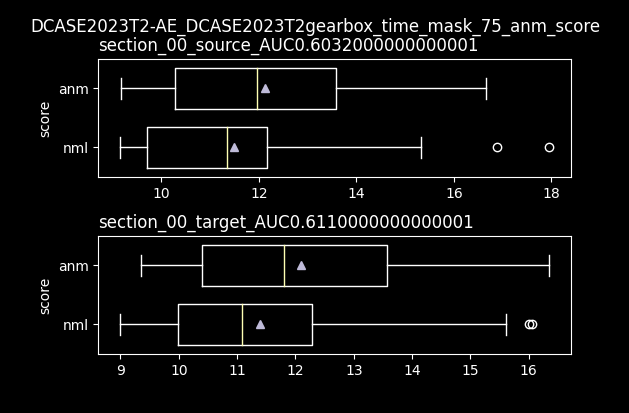 DCASE2023T2-AE_DCASE2023T2gearbox_time_mask_75_anm_score
section_00_source_AUC0.6032000000000001
anm
nml
score
10 12 14 16 18
section_00_target_AUC0.6110000000000001
anm
nml
score
9 10 11 12 13 14 15 16